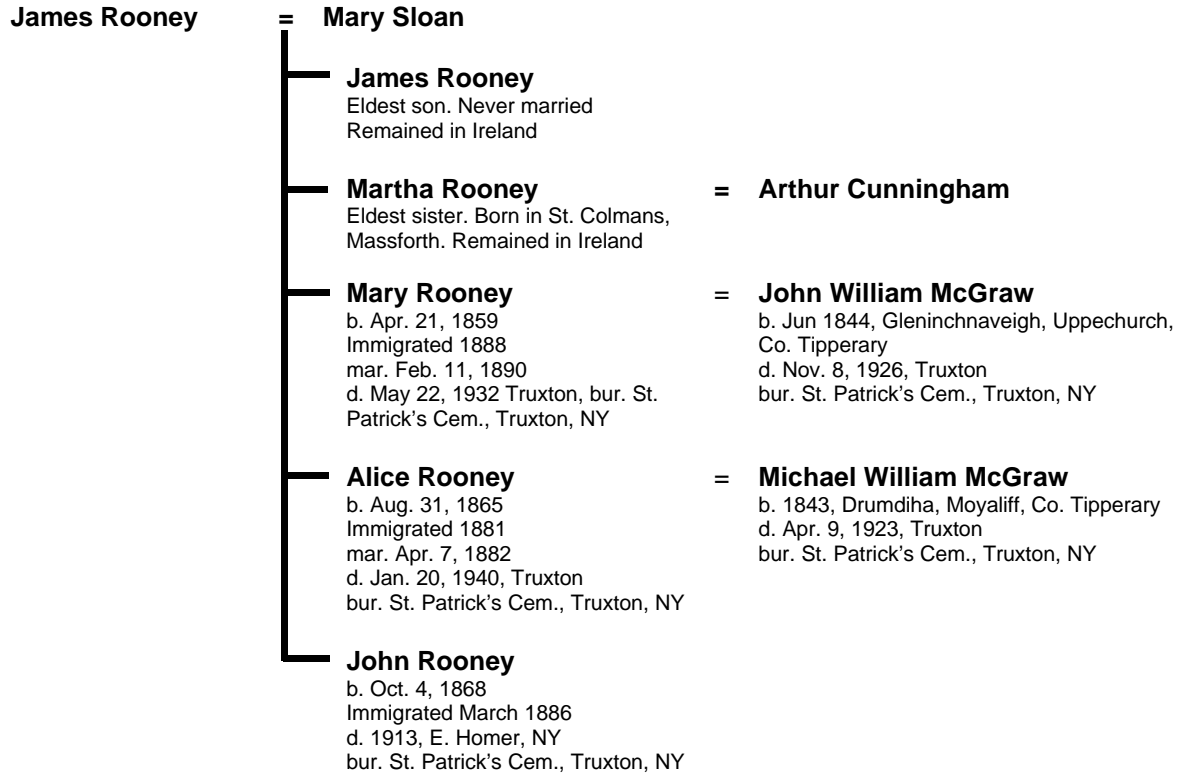 James Rooney = Mary Sloan
James Rooney
Eldest son. Never married
Remained in Ireland
Martha Rooney = Arthur Cunningham
Eldest sister. Born in St. Colmans,
Massforth. Remained in Ireland
Mary Rooney = John William McGraw
b. Apr. 21, 1859
Immigrated 1888
mar. Feb. 11, 1890
d. May 22, 1932 Truxton, bur. St.
Patrick's Cem., Truxton, NY
b. Jun 1844, Gleninchnaveigh, Uppechurch,
Co. Tipperary
d. Nov. 8, 1926, Truxton
bur. St. Patrick's Cem., Truxton, NY
Alice Rooney = Michael William McGraw
b. Aug. 31, 1865
Immigrated 1881
mar. Apr. 7, 1882
d. Jan. 20, 1940, Truxton
bur. St. Patrick's Cem., Truxton, NY
b. 1843, Drumdiha, Moyaliff, Co. Tipperary
d. Apr. 9, 1923, Truxton
bur. St. Patrick's Cem., Truxton, NY
John Rooney
b. Oct. 4, 1868
Immigrated March 1886
d. 1913, E. Homer, NY
bur. St. Patrick's Cem., Truxton, NY